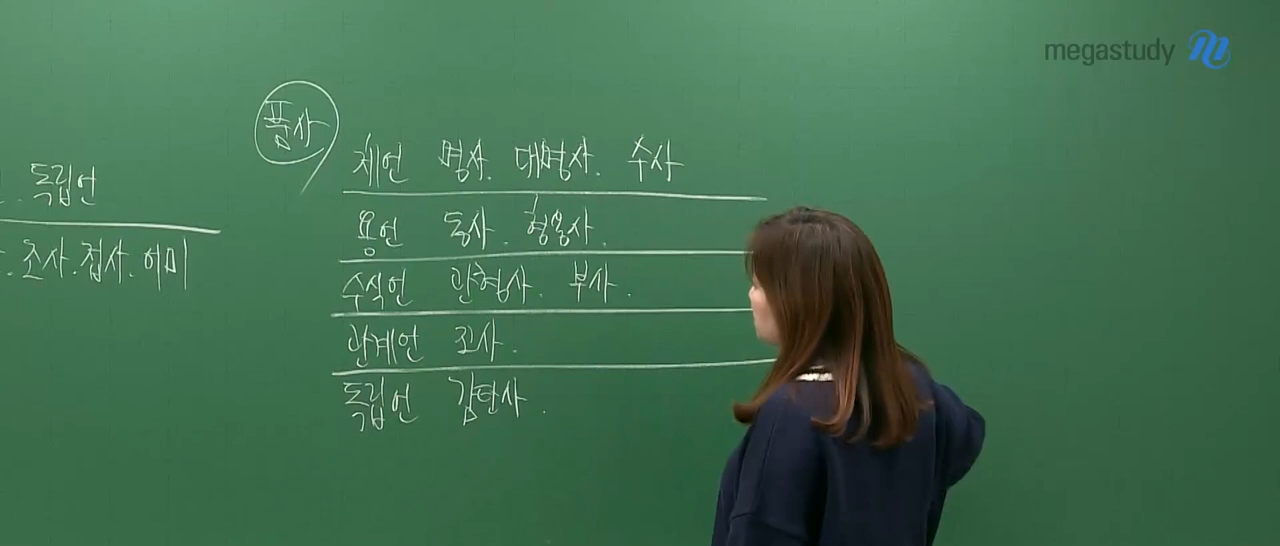 megastudy
품사
체언 명사. 대명사. 수사
용언 동사. 형용사.
수식언 관형사. 부사.
관계언 조사.
독립언 감탄사.
. 독립언
. 조사. 접사. 어미